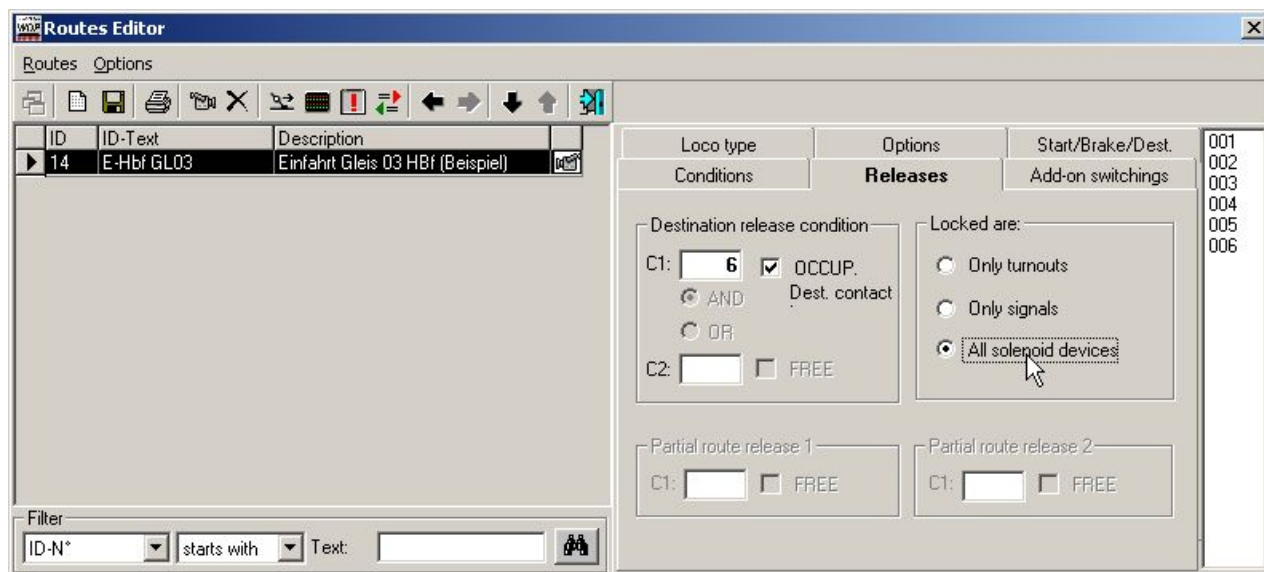 WDP Routes Editor
Routes Options
ID ID-Text Description
14 E-Hbf GL03 Einfahrt Gleis 03 HBf (Beispiel)
Loco type Options Start/Brake/Dest.
Conditions Releases Add-on switchings
Destination release condition
C1: 6 OCCUP.
Dest. contact
AND
OR
C2: FREE
Locked are:
Only turnouts
Only signals
All solenoid devices
Partial route release 1
C1: FREE
Partial route release 2
C1: FREE
001
002
003
004
005
006
Filter
ID-N° starts with Text: